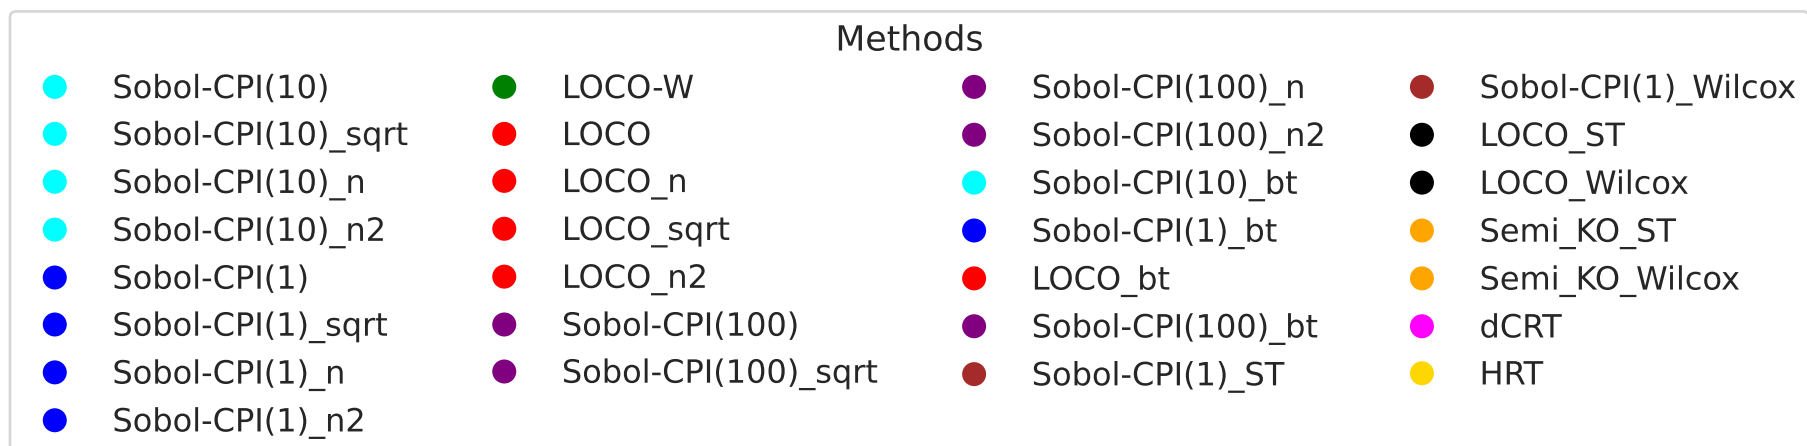 Methods
Sobol-CPI(10)
Sobol-CPI(10)_sqrt
Sobol-CPI(10)_n
Sobol-CPI(10)_n2
Sobol-CPI(1)
Sobol-CPI(1)_sqrt
Sobol-CPI(1)_n
Sobol-CPI(1)_n2
LOCO-W
LOCO
LOCO_n
LOCO_sqrt
LOCO_n2
Sobol-CPI(100)
Sobol-CPI(100)_sqrt
Sobol-CPI(100)_n
Sobol-CPI(100)_n2
Sobol-CPI(10)_bt
Sobol-CPI(1)_bt
LOCO_bt
Sobol-CPI(100)_bt
Sobol-CPI(1)_ST
Sobol-CPI(1)_Wilcox
LOCO_ST
LOCO_Wilcox
Semi_KO_ST
Semi_KO_Wilcox
dCRT
HRT